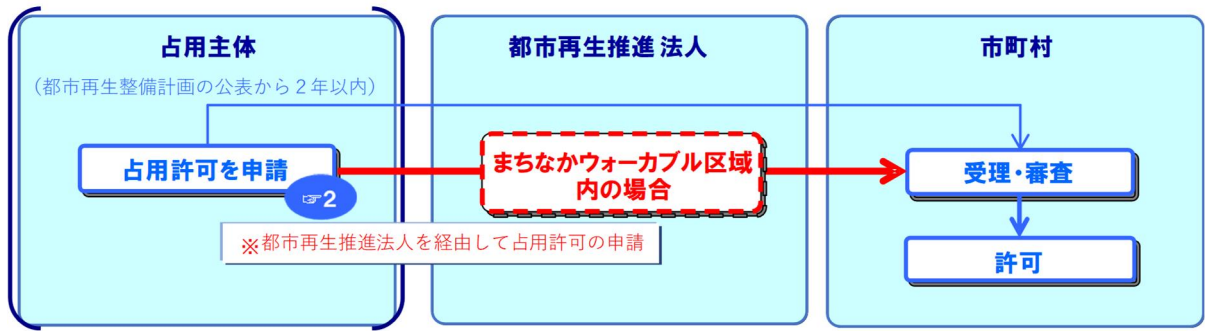 占用主体
都市再生推進法人
市町村
（都市再生整備計画の公表から２年以内）
占用許可を申請
まちなかウォーカブル区域
内の場合
受理・審査
☞2
※都市再生推進法人を経由して占用許可の申請
許可